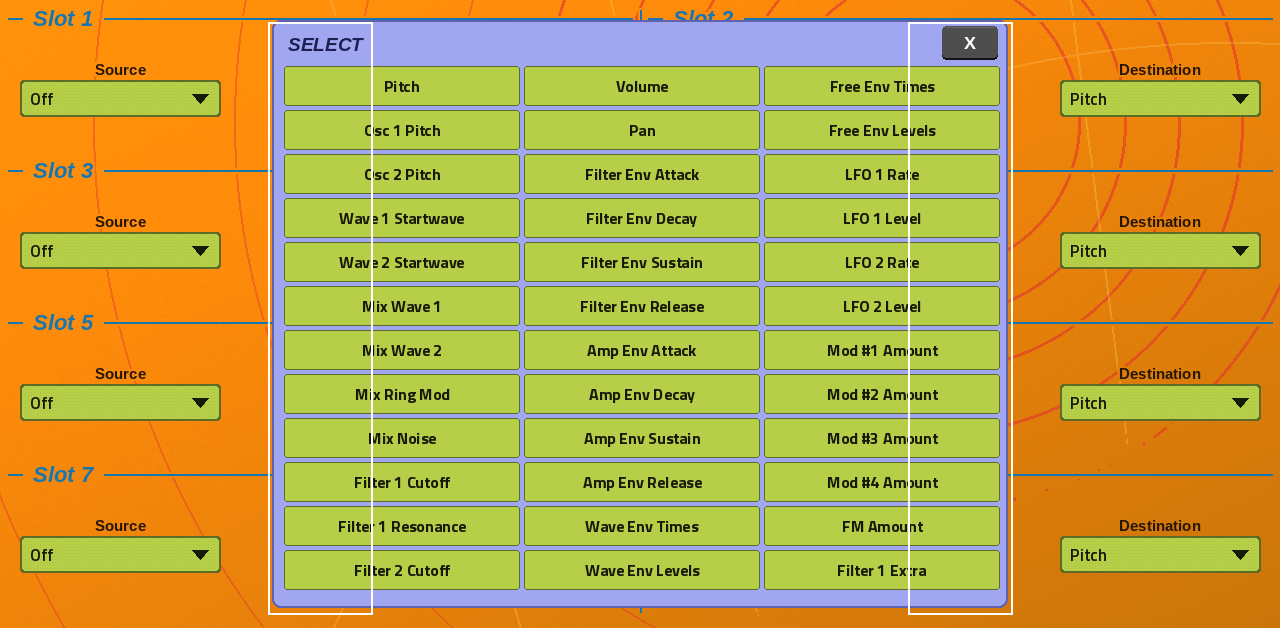 Slot 1
Slot 2
SELECT
X
Source
Destination
Off
Pitch
Pitch
Volume
Free Env Times
Osc 1 Pitch
Pan
Free Env Levels
Slot 3
Osc 2 Pitch
Filter Env Attack
LFO 1 Rate
Source
Wave 1 Startwave
Filter Env Decay
LFO 1 Level
Destination
Off
Wave 2 Startwave
Filter Env Sustain
LFO 2 Rate
Pitch
Slot 5
Mix Wave 1
Filter Env Release
LFO 2 Level
Mix Wave 2
Amp Env Attack
Mod #1 Amount
Source
Destination
Off
Mix Ring Mod
Amp Env Decay
Mod #2 Amount
Pitch
Mix Noise
Amp Env Sustain
Mod #3 Amount
Slot 7
Filter 1 Cutoff
Amp Env Release
Mod #4 Amount
Source
Filter 1 Resonance
Wave Env Times
FM Amount
Destination
Off
Filter 2 Cutoff
Wave Env Levels
Filter 1 Extra
Pitch